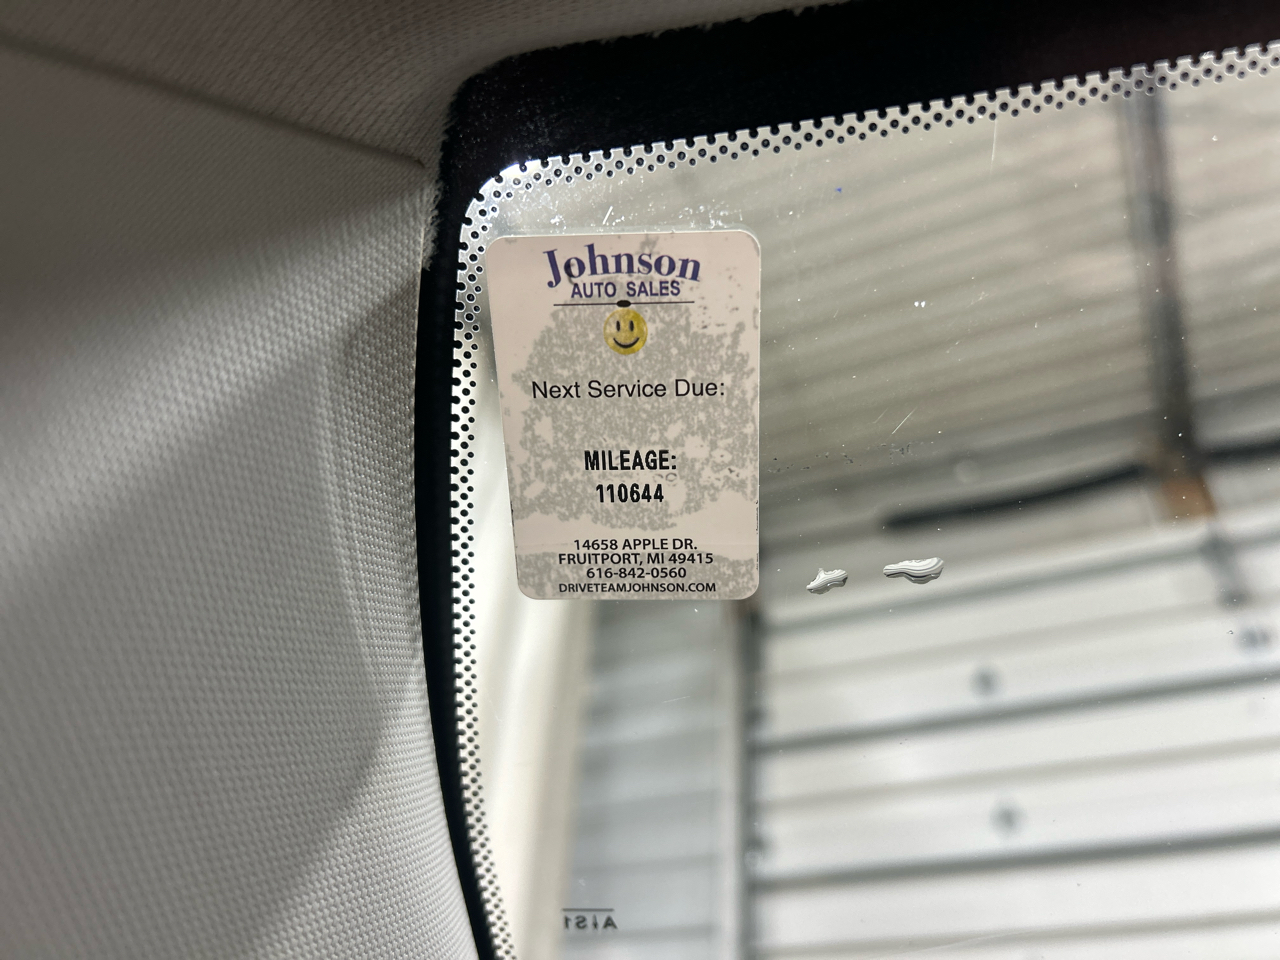 Johnson
AUTO SALES
Next Service Due:
MILEAGE:
110644
14658 APPLE DR.
FRUITPORT, MI 49415
616-842-0560
DRIVETEAMJOHNSON.COM